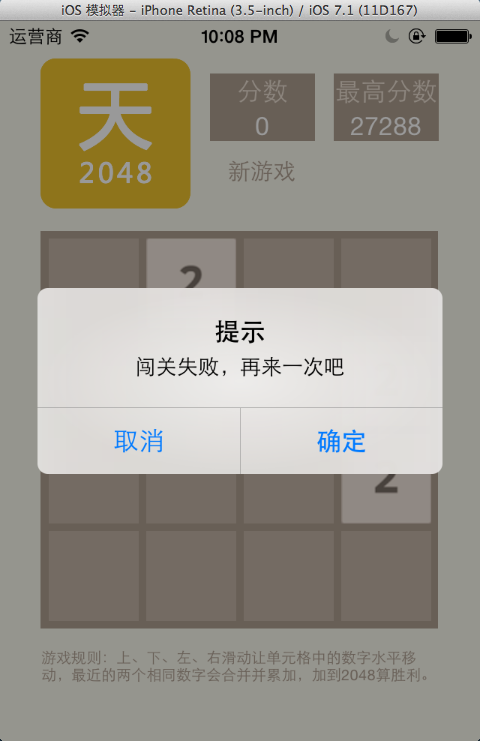 iOS 模拟器 - iPhone Retina (3.5-inch) / iOS 7.1 (11D167)
运营商 10:08 PM
天
2048
分数
0
最高分数
27288
新游戏
2
提示
闯关失败，再来一次吧
取消 确定
2
游戏规则：上、下、左、右滑动让单元格中的数字水平移
动，最近的两个相同数字会合并并累加，加到2048算胜利。